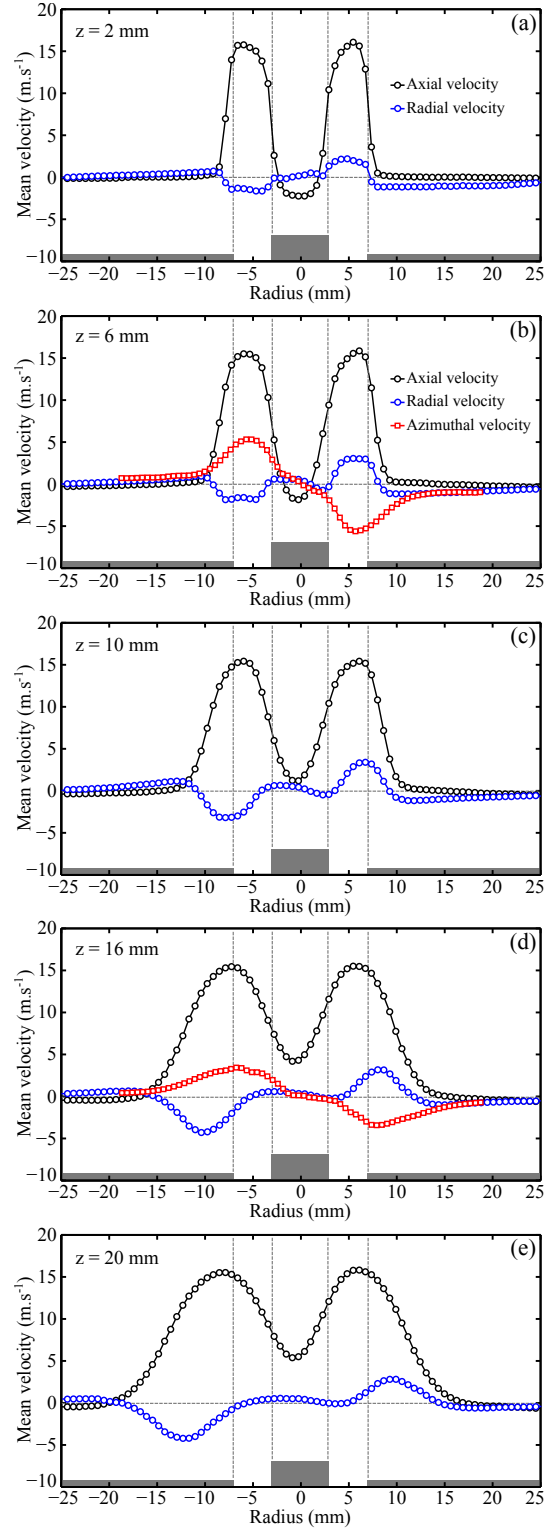 (a)
z = 2 mm
Axial velocity
Radial velocity
Mean velocity (m.s-1)
20
15
10
5
0
−5
−10
−25 −20 −15 −10 −5 0 5 10 15 20 25
Radius (mm)
(b)
z = 6 mm
Axial velocity
Radial velocity
Azimuthal velocity
Mean velocity (m.s-1)
20
15
10
5
0
−5
−10
−25 −20 −15 −10 −5 0 5 10 15 20 25
Radius (mm)
(c)
z = 10 mm
Mean velocity (m.s-1)
20
15
10
5
0
−5
−10
−25 −20 −15 −10 −5 0 5 10 15 20 25
Radius (mm)
(d)
z = 16 mm
Mean velocity (m.s-1)
20
15
10
5
0
−5
−10
−25 −20 −15 −10 −5 0 5 10 15 20 25
Radius (mm)
(e)
z = 20 mm
Mean velocity (m.s-1)
20
15
10
5
0
−5
−10
−25 −20 −15 −10 −5 0 5 10 15 20 25
Radius (mm)